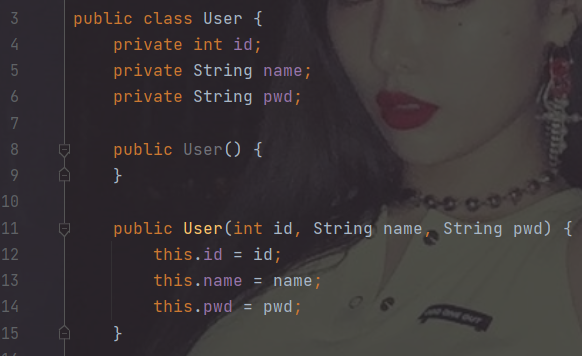 3 public class User {
4     private int id;
5     private String name;
6     private String pwd;
7
8     public User() {
9     }
10
11     public User(int id, String name, String pwd) {
12         this.id = id;
13         this.name = name;
14         this.pwd = pwd;
15     }